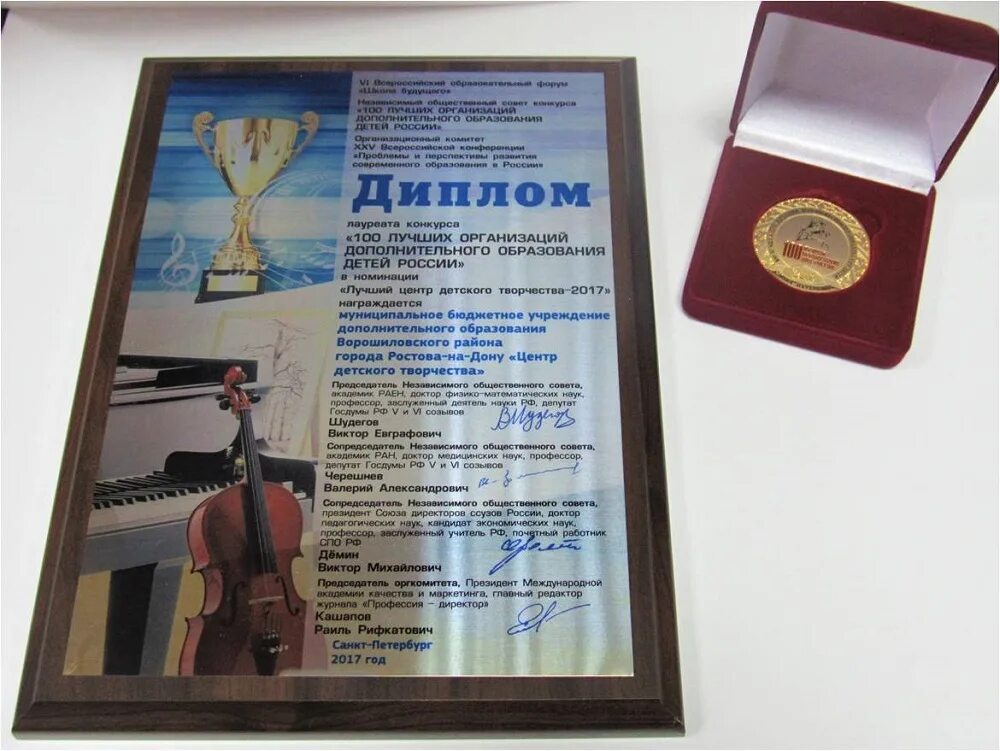 VI Всероссийский образовательный форум
«Школа будущего»
Независимый общественный совет конкурса
«100 ЛУЧШИХ ОРГАНИЗАЦИЙ
ДОПОЛНИТЕЛЬНОГО ОБРАЗОВАНИЯ
ДЕТЕЙ РОССИИ»
Организационный комитет
XXV Всероссийской конференции
«Проблемы и перспективы развития
современного образования в России»
Диплом
лауреата конкурса
«100 ЛУЧШИХ ОРГАНИЗАЦИЙ
ДОПОЛНИТЕЛЬНОГО ОБРАЗОВАНИЯ
ДЕТЕЙ РОССИИ»
в номинации
«Лучший центр детского творчества-2017»
награждается
муниципальное бюджетное учреждение
дополнительного образования
Ворошиловского района
города Ростова-на-Дону «Центр
детского творчества»
Председатель Независимого общественного совета,
академик РАЕН, доктор физико-математических наук,
профессор, заслуженный деятель науки РФ, депутат
Госдумы РФ V и VI созывов
Шудегов
Виктор Евграфович
Сопредседатель Независимого общественного совета,
академик РАН, доктор медицинских наук, профессор,
депутат Госдумы РФ V и VI созывов
Черешнев
Валерий Александрович
Сопредседатель Независимого общественного совета,
президент Союза директоров ссузов России, доктор
педагогических наук, кандидат экономических наук,
профессор, заслуженный учитель РФ, почетный работник
СПО РФ
Дёмин
Виктор Михайлович
Председатель оргкомитета, Президент Международной
академии качества и маркетинга, главный редактор
журнала «Профессия – директор»
Кашапов
Раиль Рифкатович
Санкт-Петербург
2017 год
100